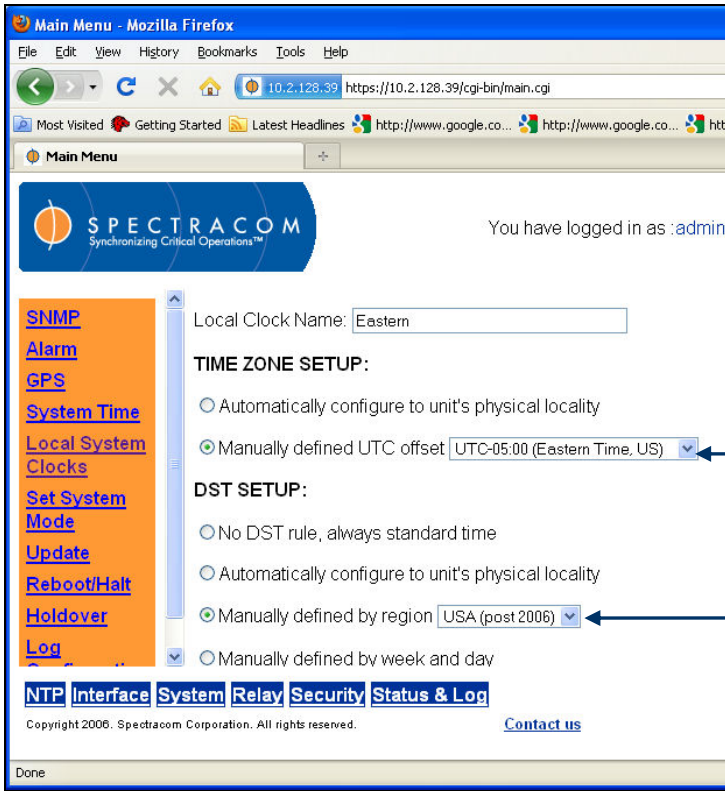 Main Menu - Mozilla Firefox
File Edit View History Bookmarks Tools Help
10.2.128.39 https://10.2.128.39/cgi-bin/main.cgi
Most Visited Getting Started Latest Headlines http://www.google.co... http://www.google.co... htt
Main Menu
SPECTRACOM
Synchronizing Critical Operations™
You have logged in as :admin
SNMP
Alarm
GPS
System Time
Local System
Clocks
Set System
Mode
Update
Reboot/Halt
Holdover
Log
Local Clock Name: Eastern
TIME ZONE SETUP:
Automatically configure to unit's physical locality
Manually defined UTC offset UTC-05:00 (Eastern Time, US)
DST SETUP:
No DST rule, always standard time
Automatically configure to unit's physical locality
Manually defined by region USA (post 2006)
Manually defined by week and day
NTP Interface System Relay Security Status & Log
Copyright 2006. Spectracom Corporation. All rights reserved. Contact us
Done